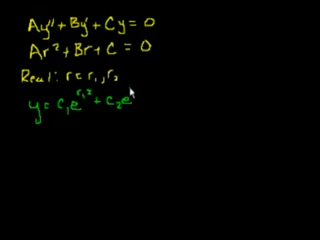 Ay'' + By' + Cy = 0
Ar² + Br + C = 0
Real: r = r₁, r₂
y = c₁e^{r₁x} + c₂e